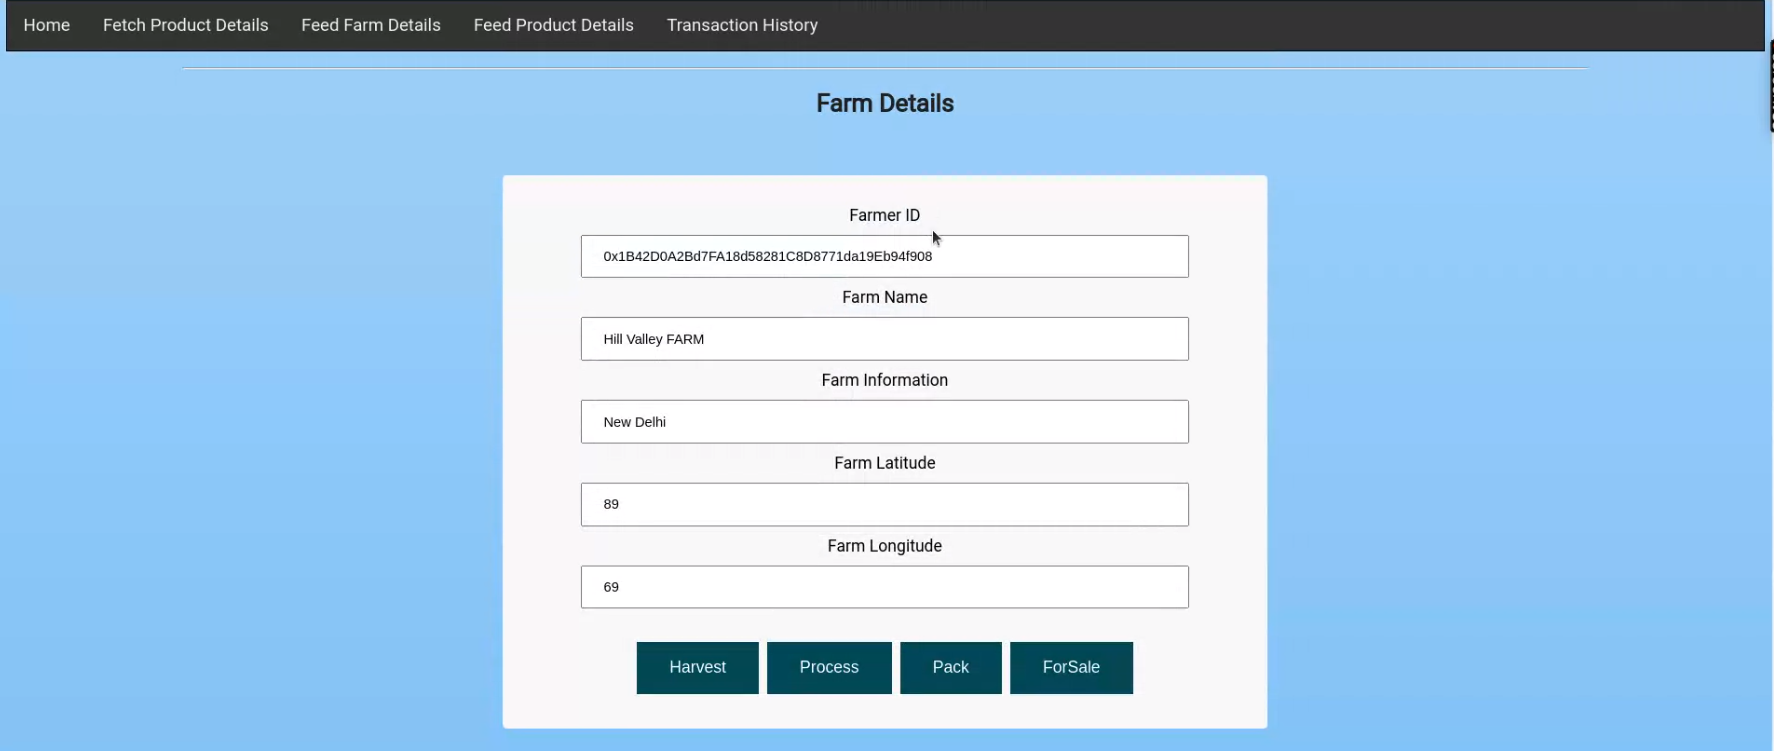 Home Fetch Product Details Feed Farm Details Feed Product Details Transaction History
Farm Details
Farmer ID
0x1B42D0A2Bd7FA18d58281C8D8771da19Eb94f908
Farm Name
Hill Valley FARM
Farm Information
New Delhi
Farm Latitude
89
Farm Longitude
69
Harvest Process Pack ForSale